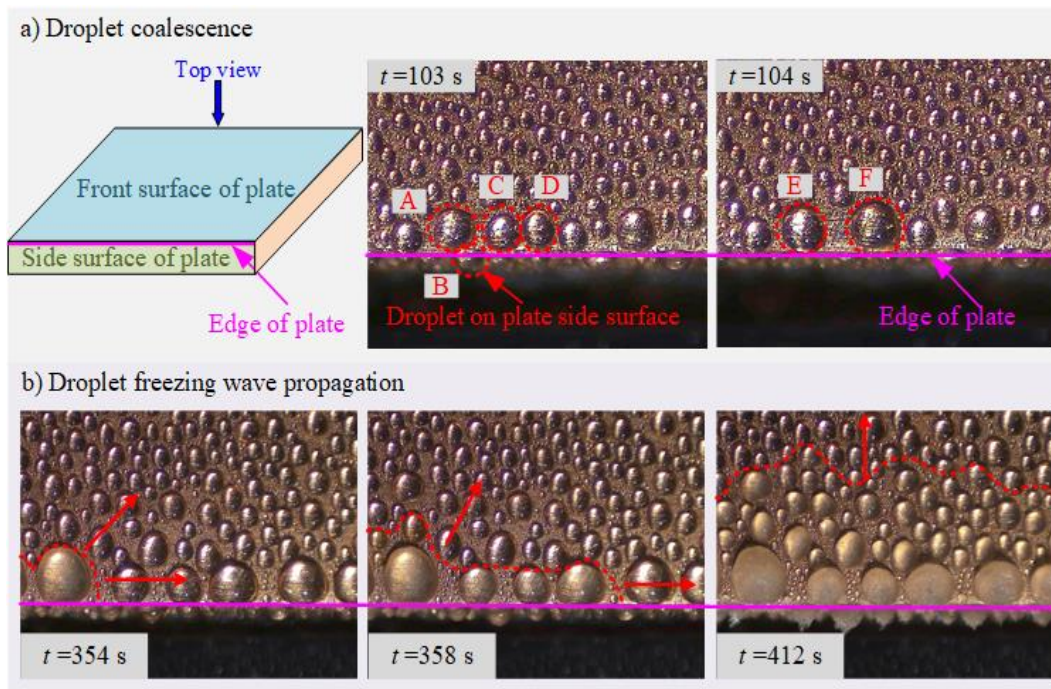 a) Droplet coalescence
Top view
Front surface of plate
Side surface of plate
Edge of plate
t =103 s
A
C
D
B
Droplet on plate side surface
t =104 s
E
F
Edge of plate
b) Droplet freezing wave propagation
t =354 s
t =358 s
t =412 s